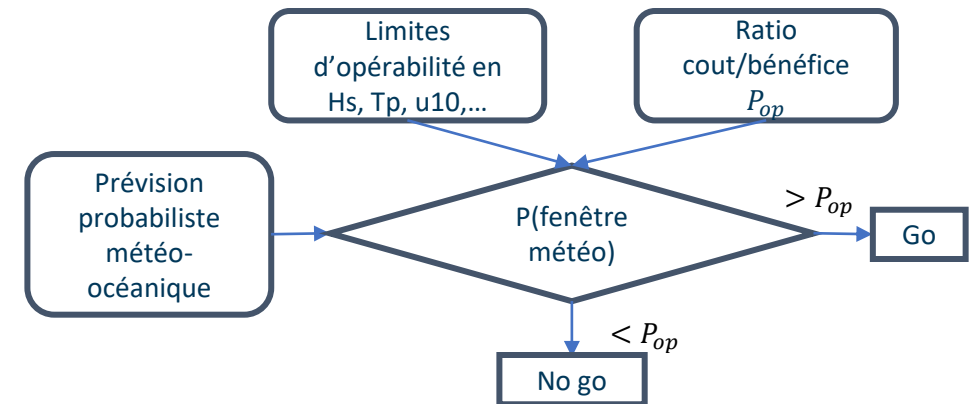 Limites
d’opérabilité en
Hs, Tp, u10,…
Ratio
cout/bénéfice
P_op
Prévision
probabiliste
météo-
océanique
P(fenêtre
météo)
> P_op
Go
< P_op
No go